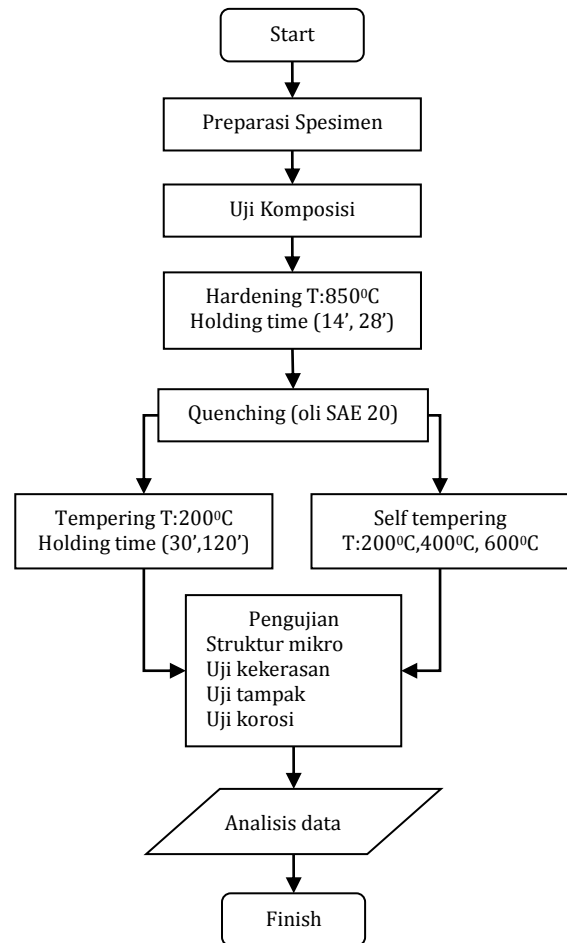 Start
Preparasi Spesimen
Uji Komposisi
Hardening T:850⁰C
Holding time (14’, 28’)
Quenching (oli SAE 20)
Tempering T:200⁰C
Holding time (30’,120’)
Self tempering
T:200⁰C,400⁰C, 600⁰C
Pengujian
Struktur mikro
Uji kekerasan
Uji tampak
Uji korosi
Analisis data
Finish